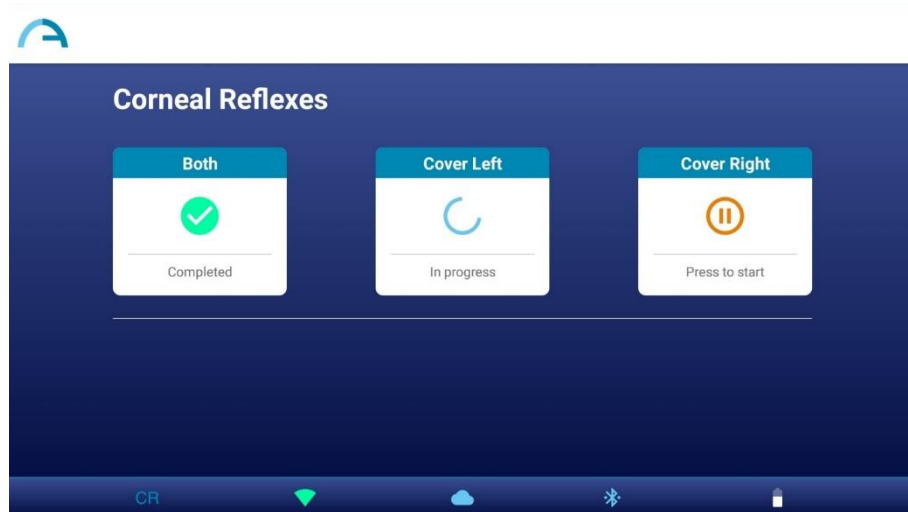 Corneal Reflexes
Both
Cover Left
Cover Right
Completed
In progress
Press to start
CR